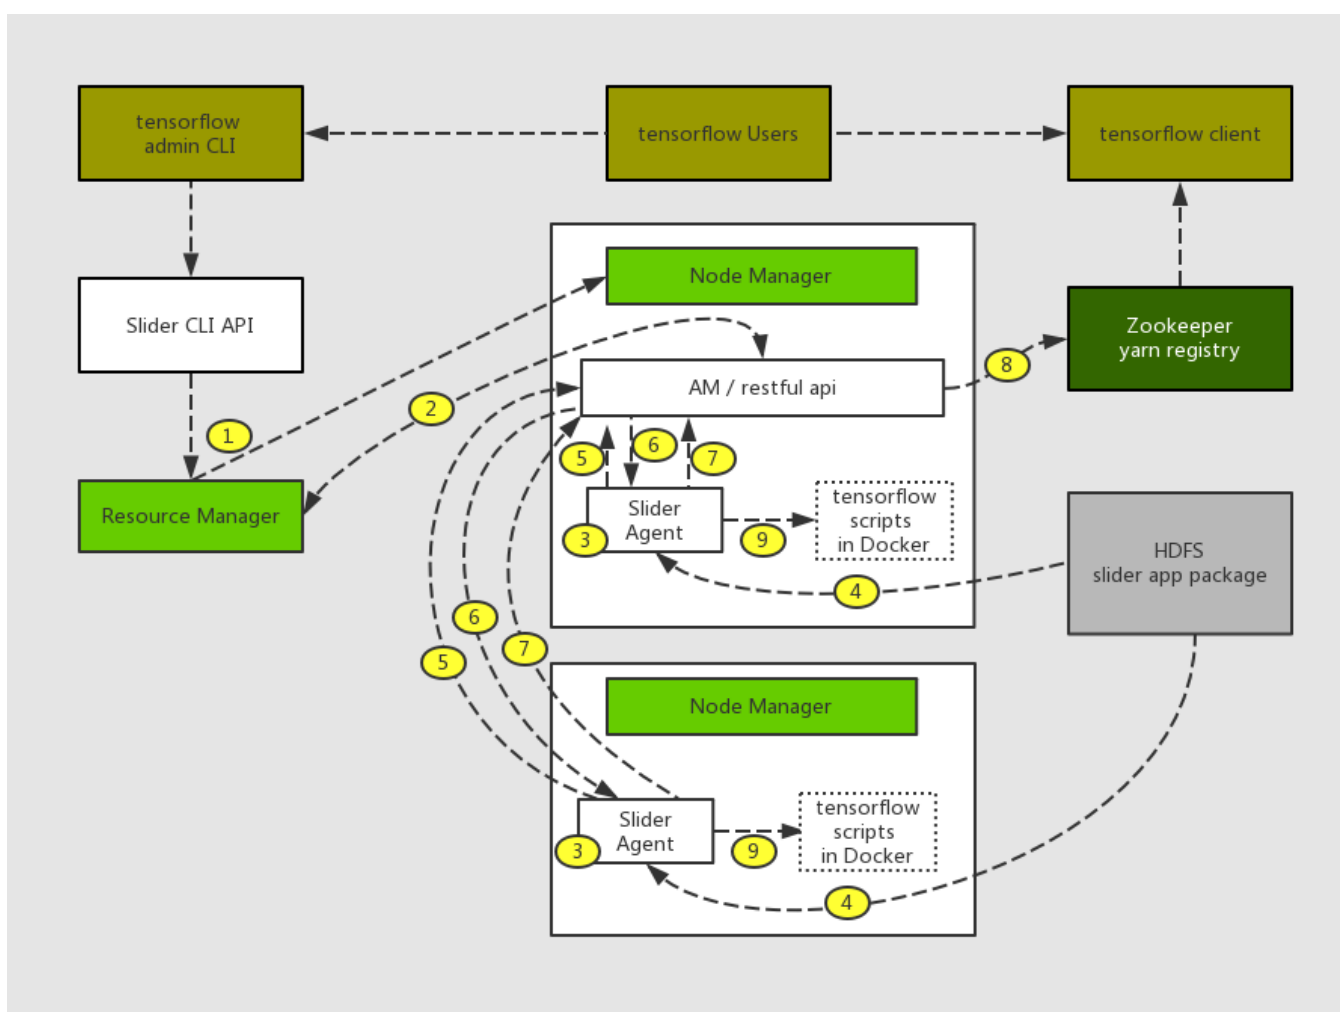 tensorflow
admin CLI
tensorflow Users
tensorflow client
Node Manager
Slider CLI API
Zookeeper
yarn registry
8
AM / restful api
2
1
5
6
7
Resource Manager
Slider
Agent
3
9
tensorflow
scripts
in Docker
HDFS
slider app package
4
6
7
5
Node Manager
Slider
Agent
3
9
tensorflow
scripts
in Docker
4